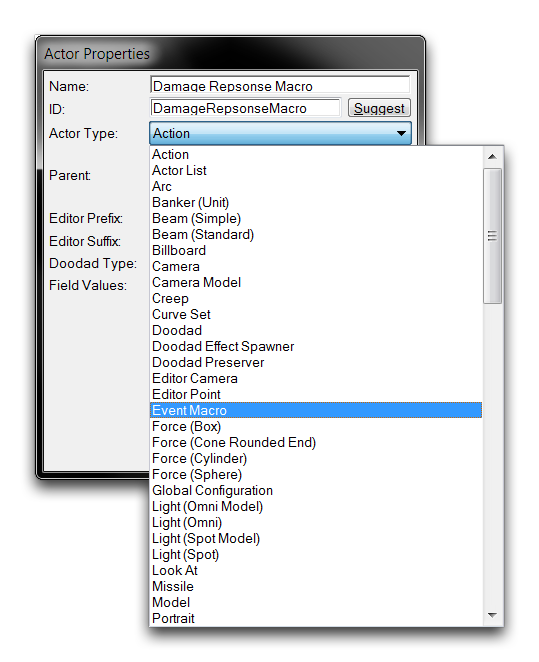 Actor Properties
Name: Damage Repsonse Macro
ID: DamageRepsonseMacro Suggest
Actor Type: Action
Action
Actor List
Arc
Parent:
Banker (Unit)
Beam (Simple)
Editor Prefix:
Beam (Standard)
Editor Suffix:
Billboard
Doodad Type:
Camera
Field Values:
Camera Model
Creep
Curve Set
Doodad
Doodad Effect Spawner
Doodad Preserver
Editor Camera
Editor Point
Event Macro
Force (Box)
Force (Cone Rounded End)
Force (Cylinder)
Force (Sphere)
Global Configuration
Light (Omni Model)
Light (Omni)
Light (Spot Model)
Light (Spot)
Look At
Missile
Model
Portrait